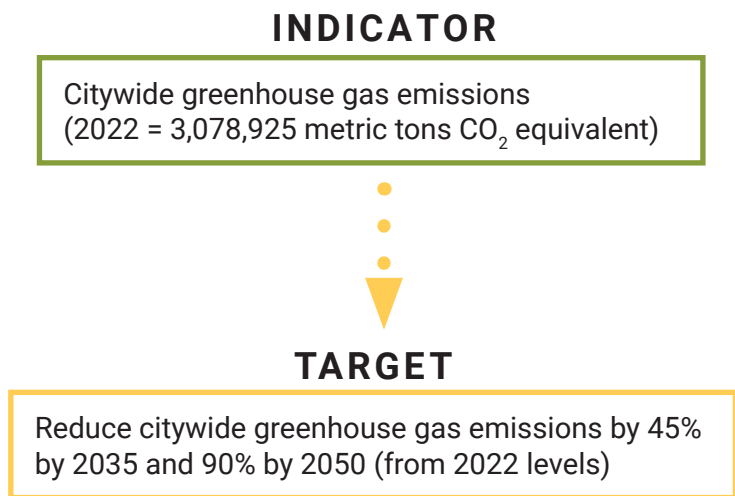 INDICATOR
Citywide greenhouse gas emissions
(2022 = 3,078,925 metric tons CO₂ equivalent)
TARGET
Reduce citywide greenhouse gas emissions by 45%
by 2035 and 90% by 2050 (from 2022 levels)